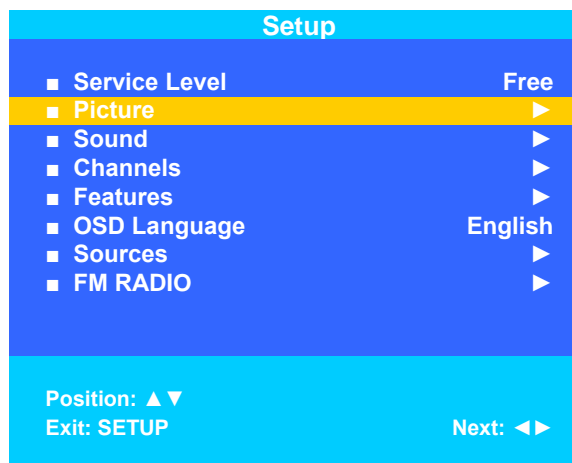 Setup
■ Service Level Free
■ Picture ►
■ Sound ►
■ Channels ►
■ Features ►
■ OSD Language English
■ Sources ►
■ FM RADIO ►
Position: ▲▼
Exit: SETUP Next: ◄►